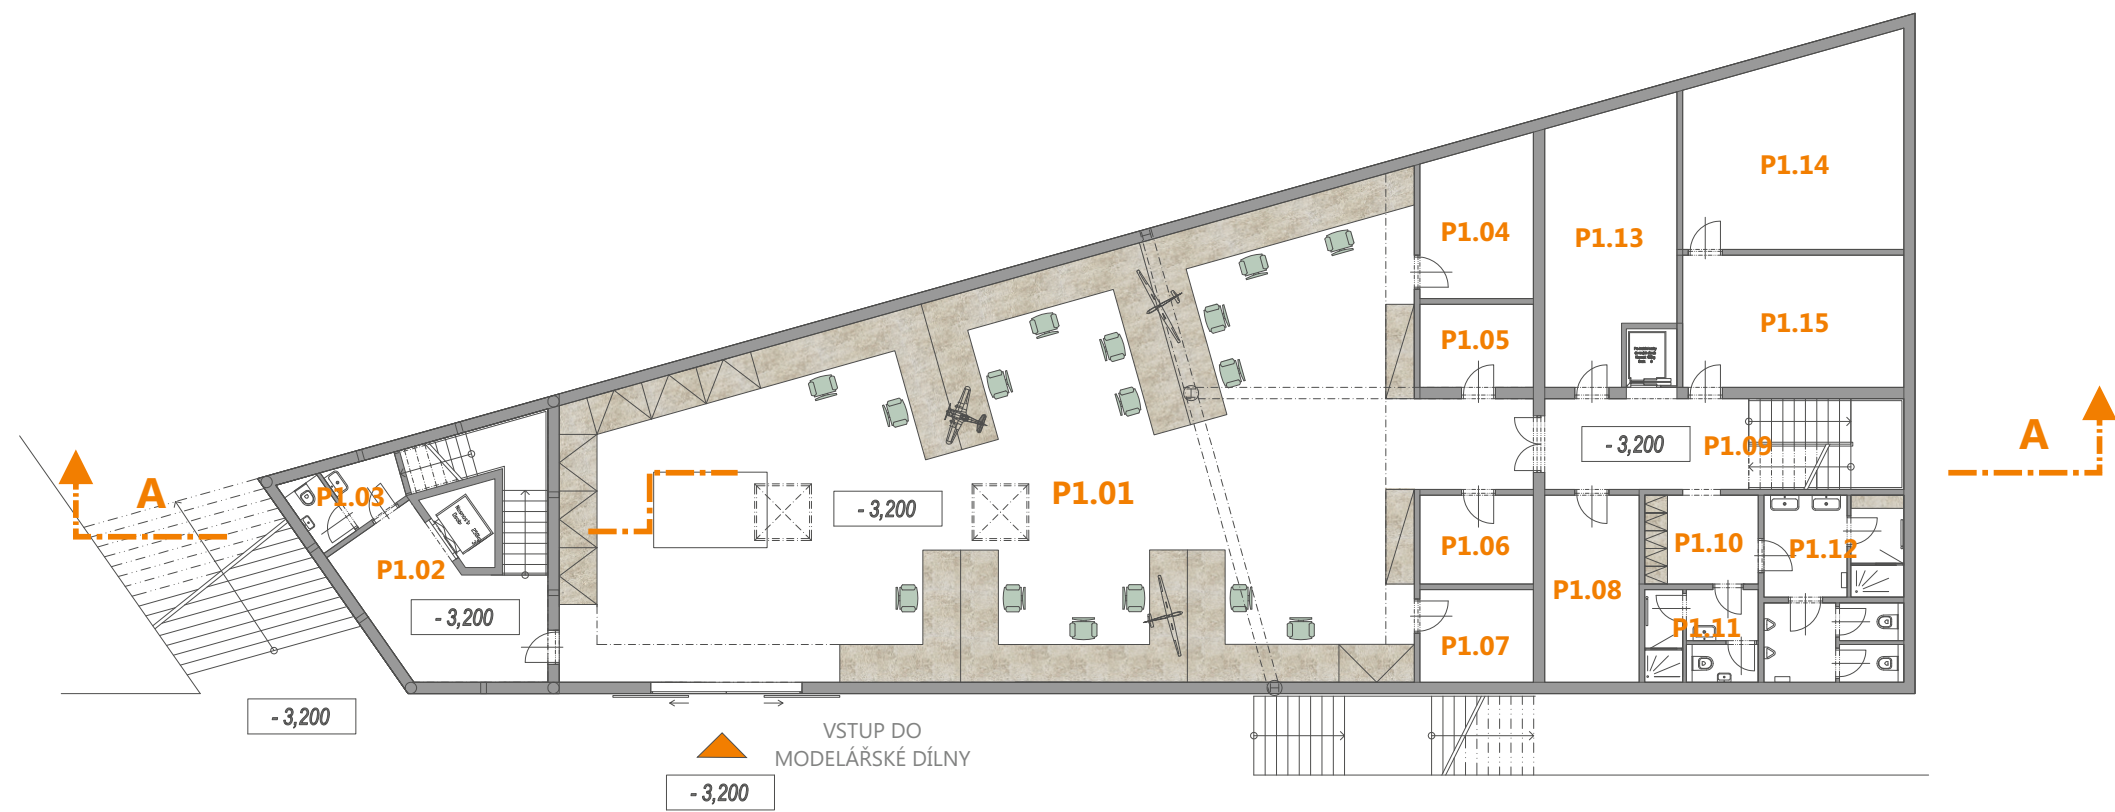 P1.14
P1.04
P1.13
P1.15
P1.05
A
P1.09
- 3,200
A
P1.03
P1.01
- 3,200
P1.06
P1.10
P1.12
P1.02
P1.08
- 3,200
P1.11
P1.07
- 3,200
VSTUP DO
MODELÁŘSKÉ DÍLNY
- 3,200